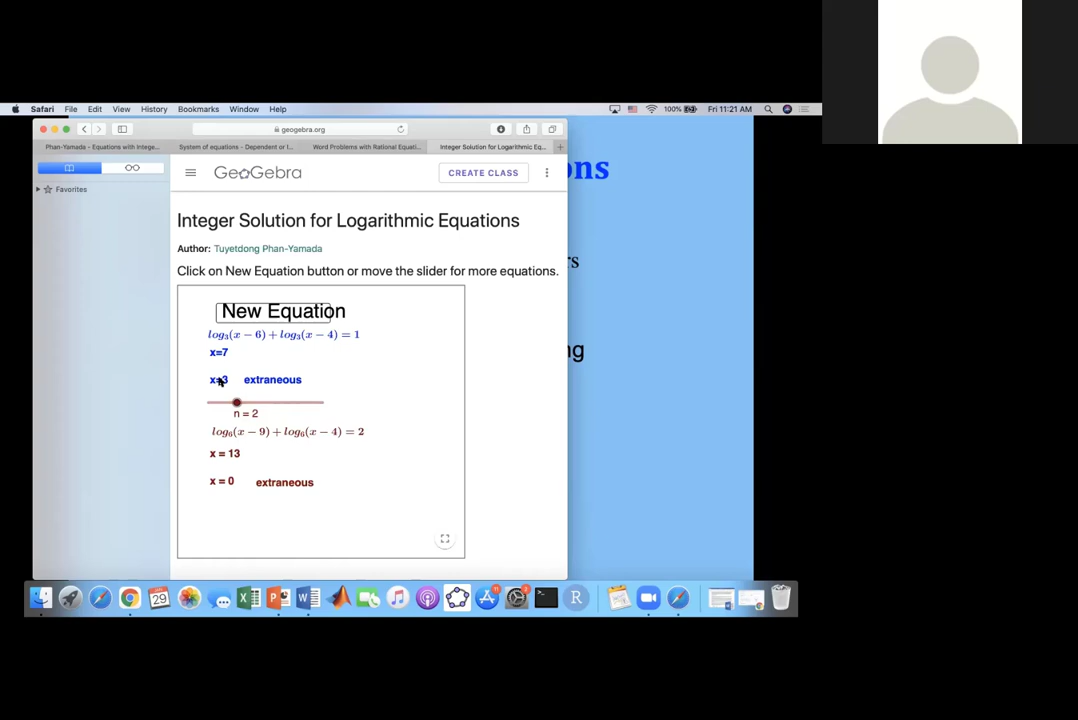 Safari File Edit View History Bookmarks Window Help 100% Fri 11:21 AM
geogebra.org
Phan-Yamada - Equations with Intege... System of equations - Dependent or I... Word Problems with Rational Equati... Integer Solution for Logarithmic Eq...
Favorites
GeoGebra CREATE CLASS
ons
Integer Solution for Logarithmic Equations
Author: Tuyetdong Phan-Yamada
rs
Click on New Equation button or move the slider for more equations.
New Equation
log₃(x − 6) + log₃(x − 4) = 1
x=7
ng
x=3 extraneous
n = 2
log₆(x − 9) + log₆(x − 4) = 2
x = 13
x = 0 extraneous
29
11
2
R